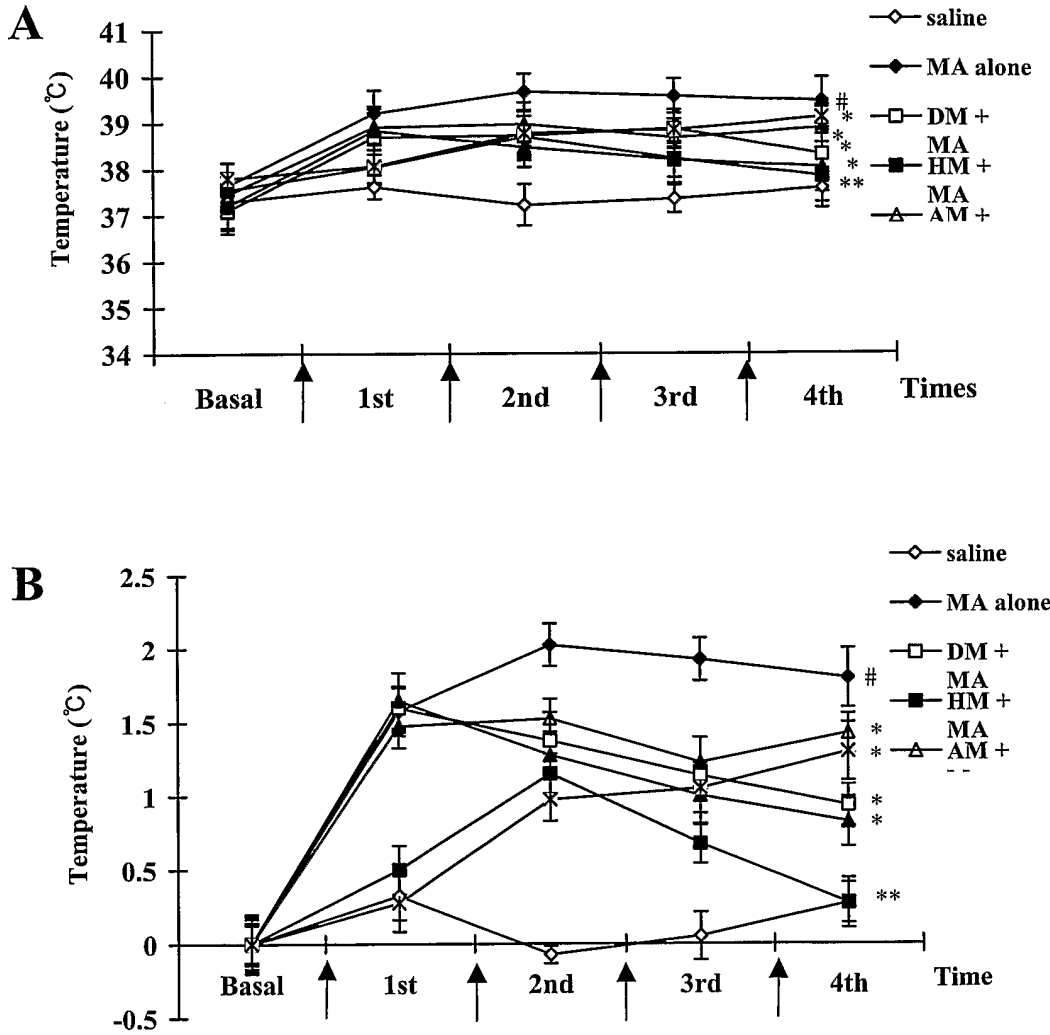 A
Temperature (℃)
41
40
39
38
37
36
35
34
Basal
1st
2nd
3rd
4th
Times
#
*
*
*
*
**
saline
MA alone
DM +
MA
HM +
MA
AM +
B
Temperature (℃)
2.5
2
1.5
1
0.5
0
-0.5
Basal
1st
2nd
3rd
4th
Time
#
*
*
*
*
**
saline
MA alone
DM +
MA
HM +
MA
AM +